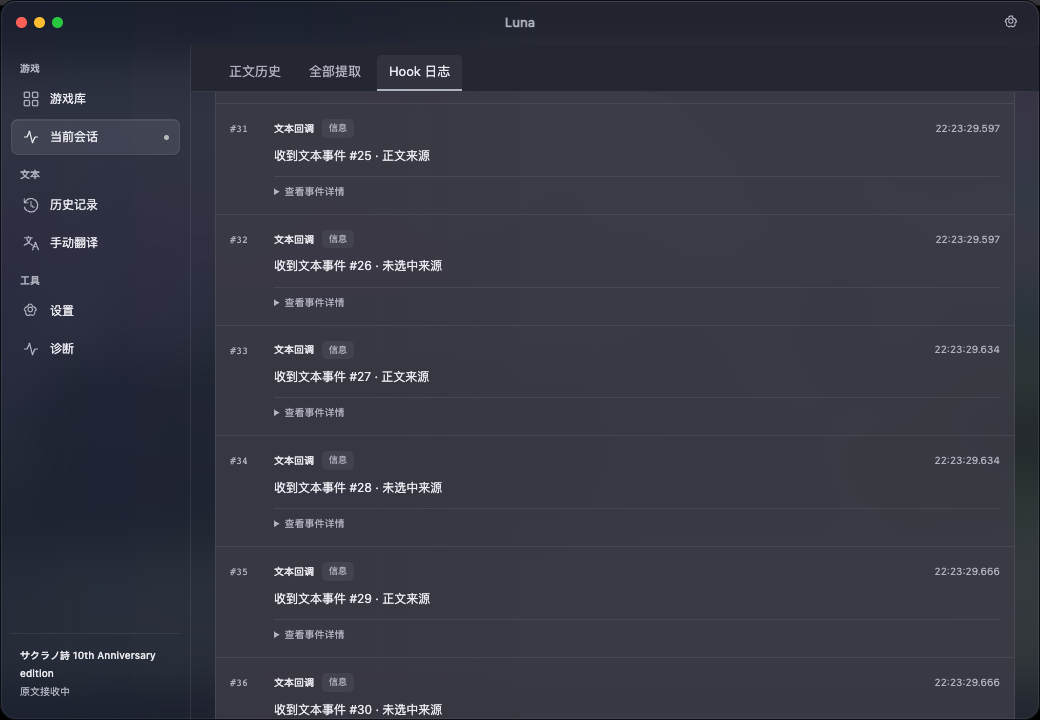 Luna
游戏
游戏库
当前会话
文本
历史记录
手动翻译
工具
设置
诊断
サクラノ詩 10th Anniversary
edition
原文接收中
正文历史 全部提取 Hook 日志
#31 文本回调 信息 22:23:29.597
收到文本事件 #25 · 正文来源
查看事件详情
#32 文本回调 信息 22:23:29.597
收到文本事件 #26 · 未选中来源
查看事件详情
#33 文本回调 信息 22:23:29.634
收到文本事件 #27 · 正文来源
查看事件详情
#34 文本回调 信息 22:23:29.634
收到文本事件 #28 · 未选中来源
查看事件详情
#35 文本回调 信息 22:23:29.666
收到文本事件 #29 · 正文来源
查看事件详情
#36 文本回调 信息 22:23:29.666
收到文本事件 #30 · 未选中来源